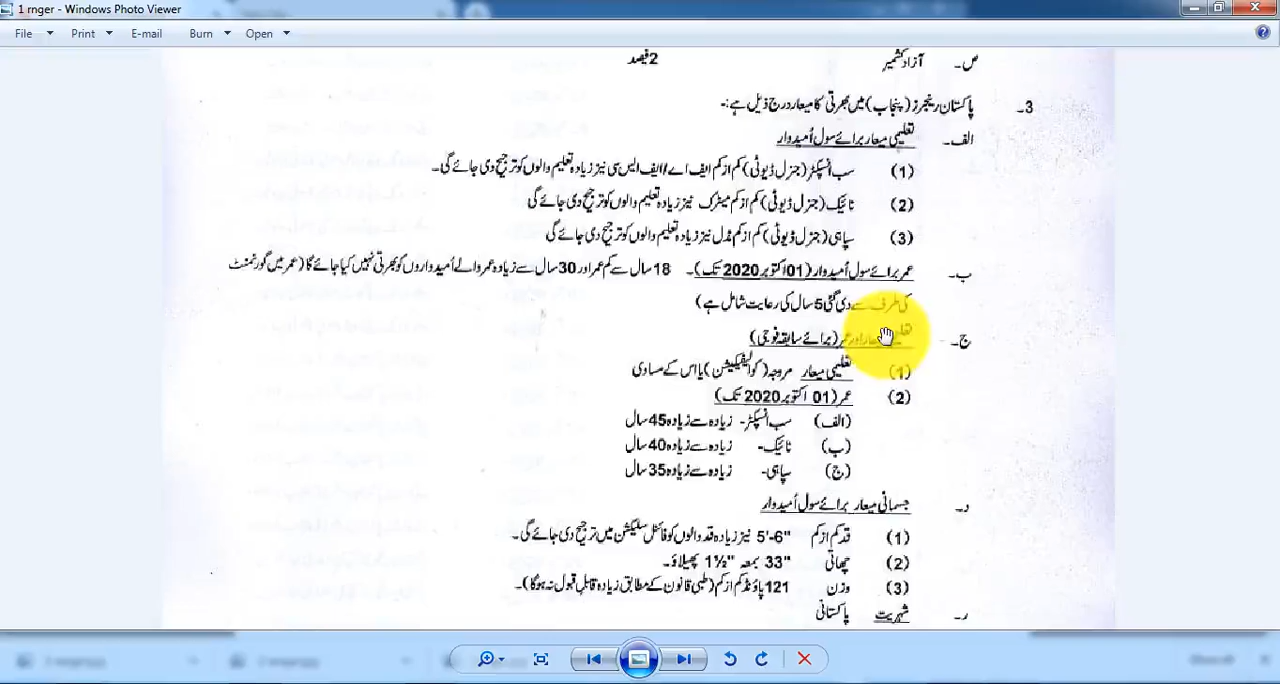 1 rnger - Windows Photo Viewer
File Print E-mail Burn Open
ص۔ آزاد کشمیر 2 فیصد
3۔ پاکستان رینجرز (پنجاب) میں بھرتی کا معیار درج ذیل ہے:-
الف۔ تعلیمی معیار برائے سول اُمیدوار
(1) سب انسپکٹر (جنرل ڈیوٹی) کم از کم ایف اے/ایف ایس سی نیز زیادہ تعلیم والوں کو ترجیح دی جائے گی۔
(2) نائیک (جنرل ڈیوٹی) کم از کم میٹرک نیز زیادہ تعلیم والوں کو ترجیح دی جائے گی
(3) سپاہی (جنرل ڈیوٹی) کم از کم مڈل نیز زیادہ تعلیم والوں کو ترجیح دی جائے گی
ب۔ عمر برائے سول اُمیدوار (01 اکتوبر 2020 تک)۔ 18 سال سے کم عمر اور 30 سال سے زیادہ عمر والے اُمیدواروں کو بھرتی نہیں کیا جائے گا (عمر میں گورنمنٹ
کی طرف سے دی گئی 5 سال کی رعایت شامل ہے)
ج۔ اور عمر (برائے سابقہ فوجی)
(1) تعلیمی معیار مروجہ (کوالیفیکیشن) یا اس کے مساوی
(2) عمر (01 اکتوبر 2020 تک)
(الف) سب انسپکٹر- زیادہ سے زیادہ 45 سال
(ب) نائیک- زیادہ سے زیادہ 40 سال
(ج) سپاہی- زیادہ سے زیادہ 35 سال
د۔ جسمانی معیار برائے سول اُمیدوار
(1) قد کم از کم 5'-6" نیز زیادہ قد والوں کو فائنل سلیکشن میں ترجیح دی جائے گی۔
(2) چھاتی 33" بمعہ 1½" پھیلاؤ۔
(3) وزن 121 پاؤنڈ کم از کم (طبی قانون کے مطابق زیادہ قابلِ قبول نہ ہوگا)۔
ر۔ شہریت پاکستانی